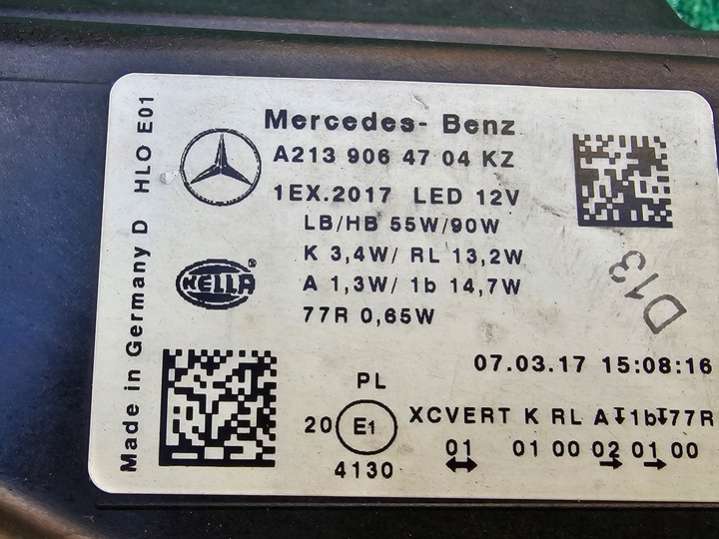 Mercedes- Benz
A213 906 4704 KZ
1EX.2017 LED 12V
LB/HB 55W/90W
K 3,4W/ RL 13,2W
A 1,3W/ 1b 14,7W
77R 0,65W
HELLA
D13
07.03.17 15:08:16
PL
20 E1 XCVERT K RL A 1b 77R
4130 01 01 00 02 01 00
Made in Germany D HLO E01